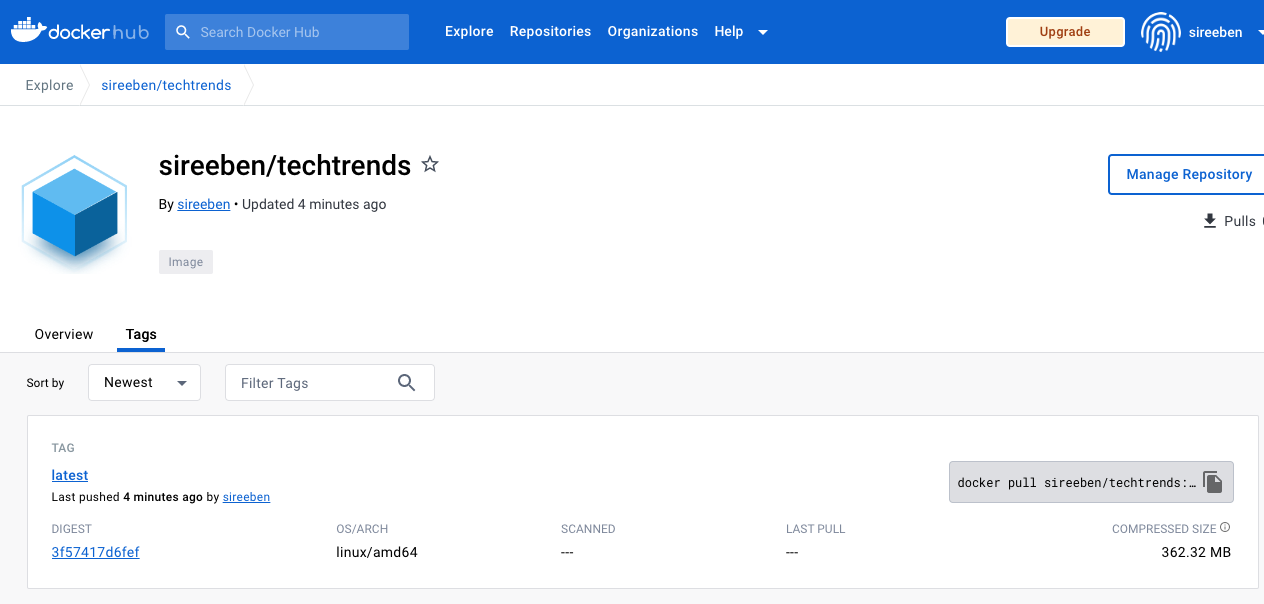 dockerhub Search Docker Hub Explore Repositories Organizations Help Upgrade sireeben
Explore sireeben/techtrends
sireeben/techtrends
Manage Repository
By sireeben • Updated 4 minutes ago
Pulls
Image
Overview Tags
Sort by Newest Filter Tags
TAG
latest
docker pull sireeben/techtrends:…
Last pushed 4 minutes ago by sireeben
DIGEST OS/ARCH SCANNED LAST PULL COMPRESSED SIZE
3f57417d6fef linux/amd64 --- --- 362.32 MB